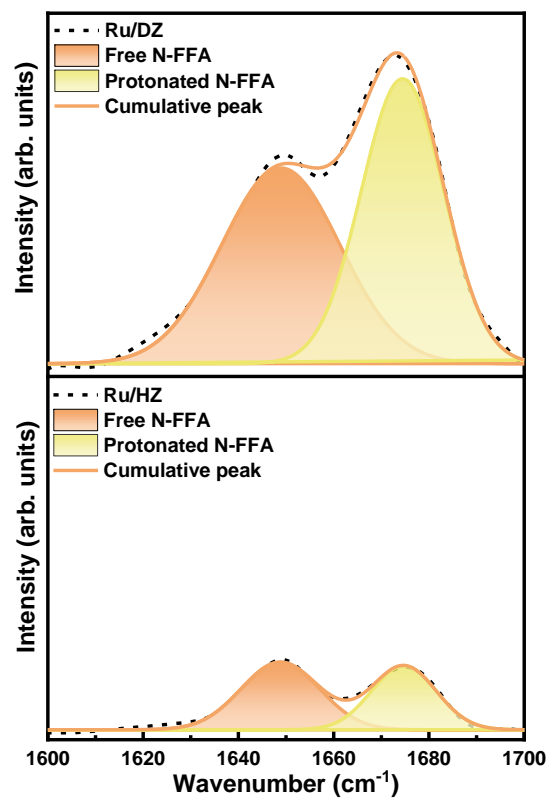 Ru/DZ
Free N-FFA
Protonated N-FFA
Cumulative peak
Intensity (arb. units)
Ru/HZ
Free N-FFA
Protonated N-FFA
Cumulative peak
Intensity (arb. units)
1600 1620 1640 1660 1680 1700
Wavenumber (cm⁻¹)